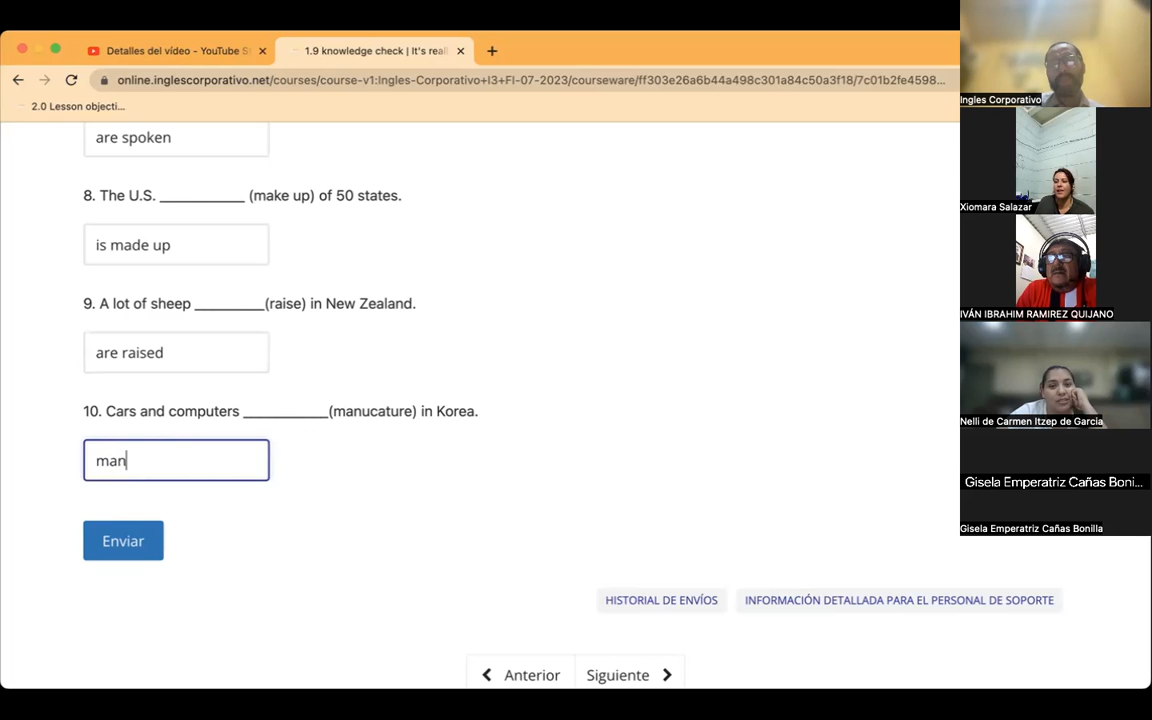 Detalles del vídeo - YouTube S
1.9 knowledge check | It's real
online.inglescorporativo.net/courses/course-v1:Ingles-Corporativo+I3+FI-07-2023/courseware/ff303e26a6b44a498c301a84c50a3f18/7c01b2fe4598...
2.0 Lesson objecti...
are spoken
8. The U.S. ___________ (make up) of 50 states.
is made up
9. A lot of sheep _________(raise) in New Zealand.
are raised
10. Cars and computers ___________(manucature) in Korea.
man
Enviar
HISTORIAL DE ENVÍOS
INFORMACIÓN DETALLADA PARA EL PERSONAL DE SOPORTE
Anterior
Siguiente
Ingles Corporativo
Xiomara Salazar
IVÁN IBRAHIM RAMIREZ QUIJANO
Nelli de Carmen Itzep de Garcia
Gisela Emperatriz Cañas Boni...
Gisela Emperatriz Cañas Bonilla